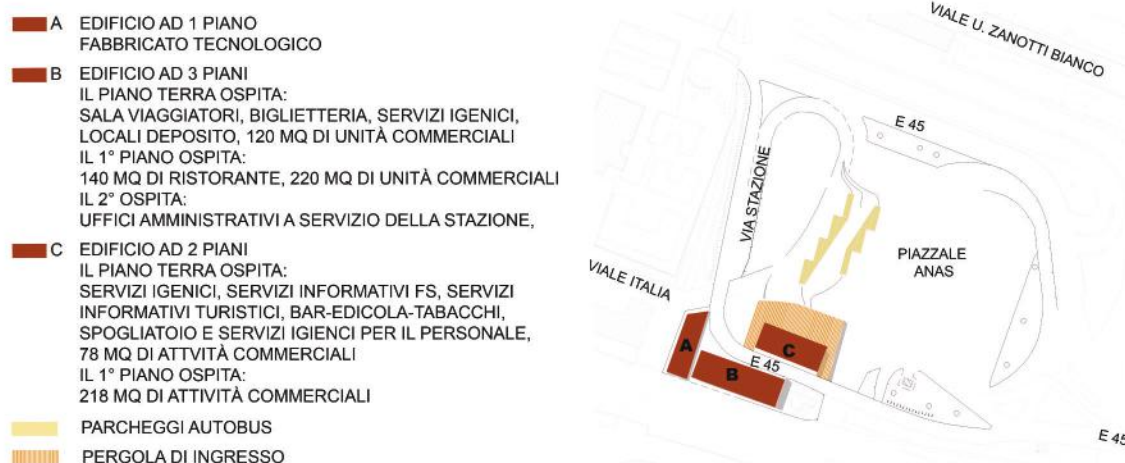 A EDIFICIO AD 1 PIANO
FABBRICATO TECNOLOGICO
B EDIFICIO AD 3 PIANI
IL PIANO TERRA OSPITA:
SALA VIAGGIATORI, BIGLIETTERIA, SERVIZI IGENICI,
LOCALI DEPOSITO, 120 MQ DI UNITÀ COMMERCIALI
IL 1° PIANO OSPITA:
140 MQ DI RISTORANTE, 220 MQ DI UNITÀ COMMERCIALI
IL 2° OSPITA:
UFFICI AMMINISTRATIVI A SERVIZIO DELLA STAZIONE,
C EDIFICIO AD 2 PIANI
IL PIANO TERRA OSPITA:
SERVIZI IGENICI, SERVIZI INFORMATIVI FS, SERVIZI
INFORMATIVI TURISTICI, BAR-EDICOLA-TABACCHI,
SPOGLIATOIO E SERVIZI IGIENCI PER IL PERSONALE,
78 MQ DI ATTVITÀ COMMERCIALI
IL 1° PIANO OSPITA:
218 MQ DI ATTIVITÀ COMMERCIALI
PARCHEGGI AUTOBUS
PERGOLA DI INGRESSO
VIALE U. ZANOTTI BIANCO
E 45
VIA STAZIONE
PIAZZALE
ANAS
VIALE ITALIA
A
B
C
E 45
E 45